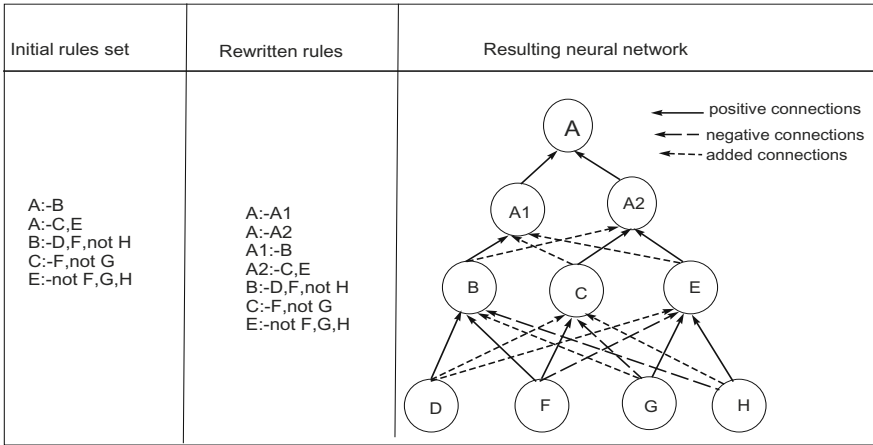 Initial rules set
Rewritten rules
Resulting neural network
A:-B
A:-C,E
B:-D,F,not H
C:-F,not G
E:-not F,G,H
A:-A1
A:-A2
A1:-B
A2:-C,E
B:-D,F,not H
C:-F,not G
E:-not F,G,H
positive connections
negative connections
added connections
A
A1
A2
B
C
E
D
F
G
H